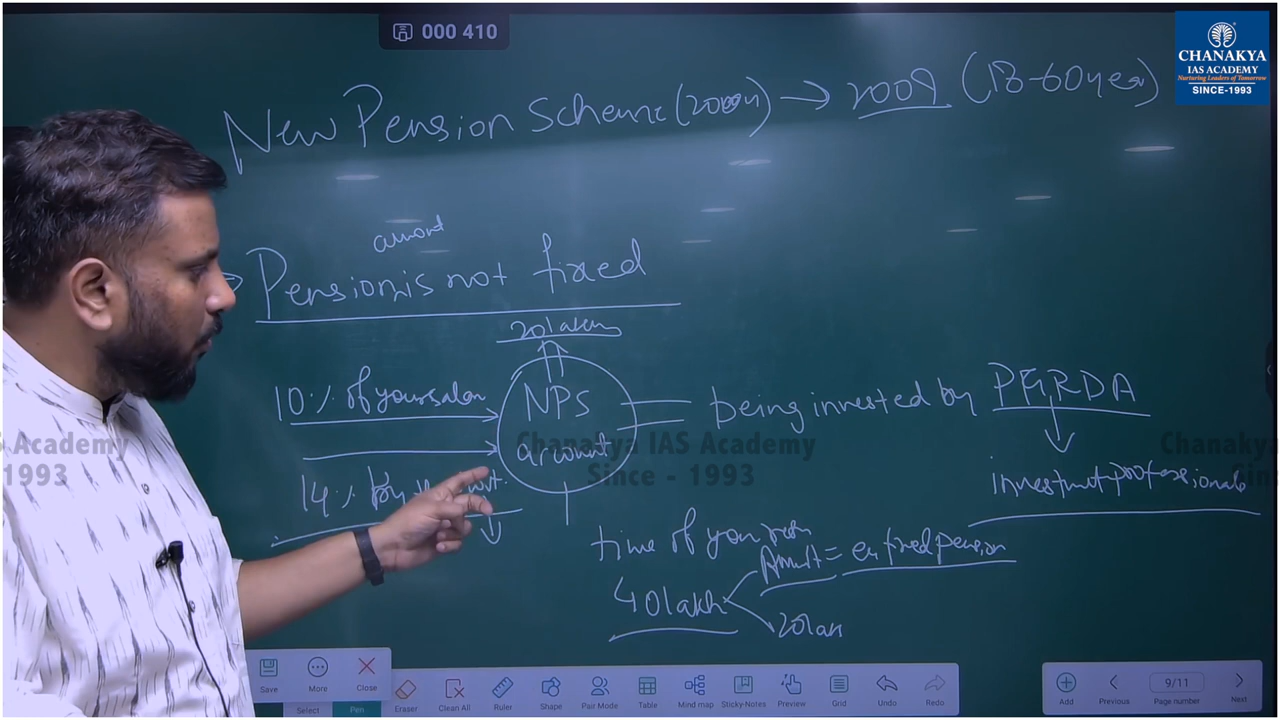 000 410
CHANAKYA
IAS ACADEMY
Nurturing Leaders of Tomorrow
SINCE-1993
New Pension Scheme (2004) → 2009 (18-60 year)
amount
Pension is not fixed
20 lakh
10% of your salary
NPS
account
being invested by PFRDA
14% by the govt.
investment professionals
time of your
= fixed pension
40 lakh
20 lakh
s Academy
1993
Chanakya IAS Academy
Since - 1993
Chanak
Sin
Save
More
Close
Select
Pen
Eraser
Clean All
Ruler
Shape
Pair Mode
Table
Mind map
Sticky-Notes
Preview
Grid
Undo
Redo
Add
Previous
9/11
Page number
Next